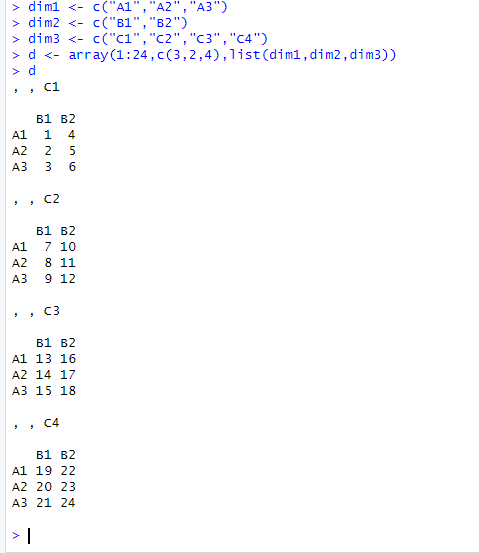 > dim1 <- c("A1","A2","A3")
> dim2 <- c("B1","B2")
> dim3 <- c("C1","C2","C3","C4")
> d <- array(1:24,c(3,2,4),list(dim1,dim2,dim3))
> d
, , C1

   B1 B2
A1  1  4
A2  2  5
A3  3  6

, , C2

   B1 B2
A1  7 10
A2  8 11
A3  9 12

, , C3

   B1 B2
A1 13 16
A2 14 17
A3 15 18

, , C4

   B1 B2
A1 19 22
A2 20 23
A3 21 24

>